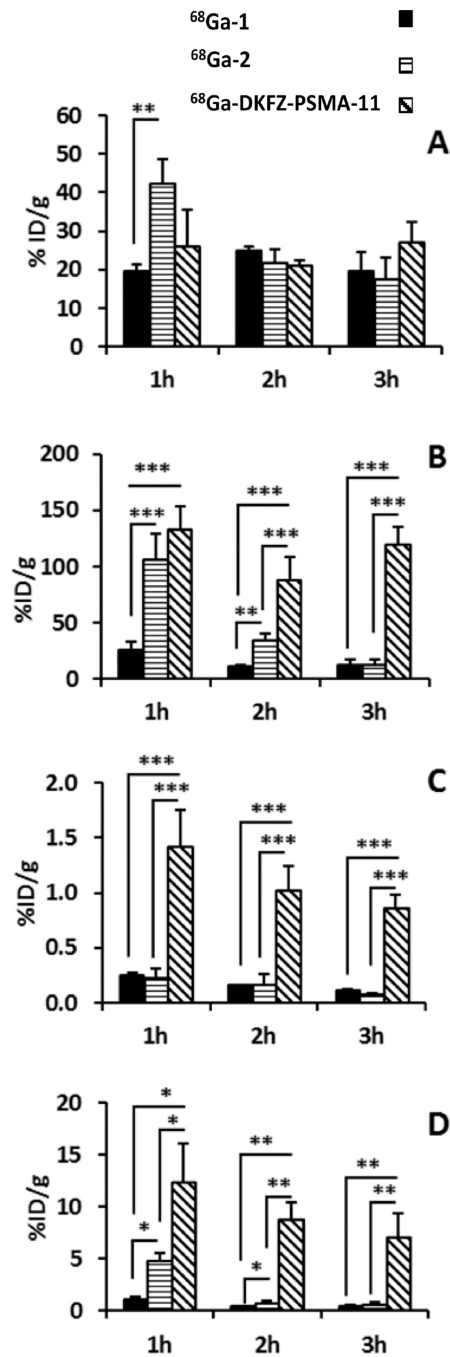 ⁶⁸Ga-1
⁶⁸Ga-2
⁶⁸Ga-DKFZ-PSMA-11
A
60
50
40
30
20
10
0
% ID/g
**
1h 2h 3h
B
200
150
100
50
0
%ID/g
*** *** *** *** ** *** ***
1h 2h 3h
C
2.0
1.5
1.0
0.5
0.0
%ID/g
*** *** *** *** *** ***
1h 2h 3h
D
20
15
10
5
0
%ID/g
* * * ** ** * ** **
1h 2h 3h